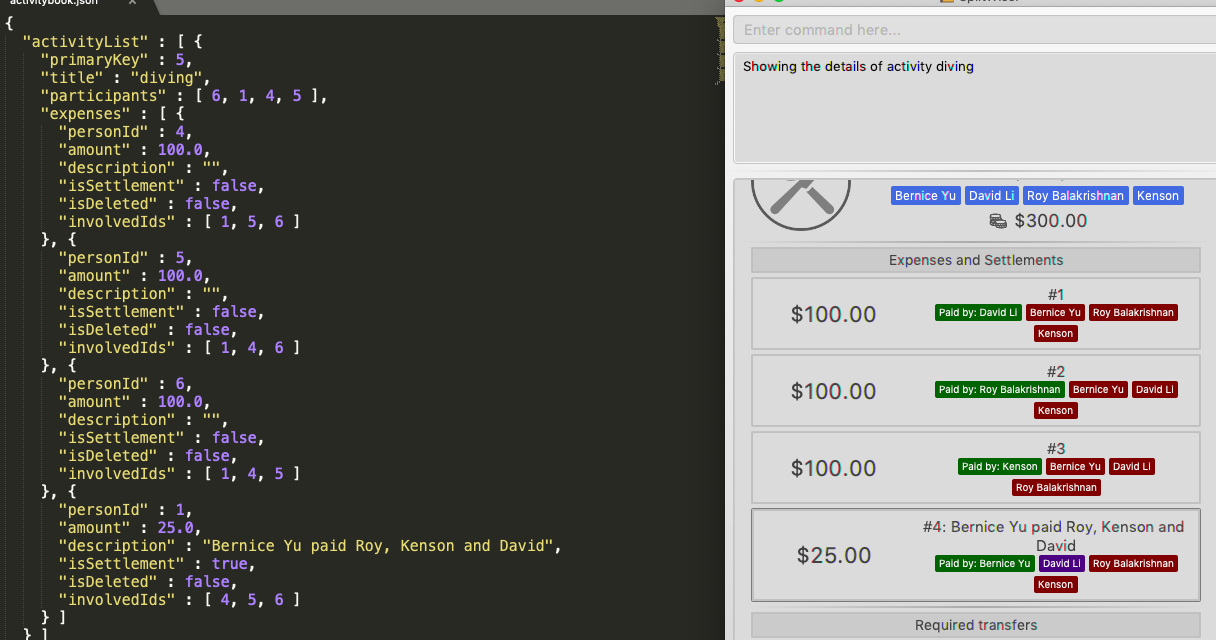 activitybook.json
{
"activityList" : [ {
"primaryKey" : 5,
"title" : "diving",
"participants" : [ 6, 1, 4, 5 ],
"expenses" : [ {
"personId" : 4,
"amount" : 100.0,
"description" : "",
"isSettlement" : false,
"isDeleted" : false,
"involvedIds" : [ 1, 5, 6 ]
}, {
"personId" : 5,
"amount" : 100.0,
"description" : "",
"isSettlement" : false,
"isDeleted" : false,
"involvedIds" : [ 1, 4, 6 ]
}, {
"personId" : 6,
"amount" : 100.0,
"description" : "",
"isSettlement" : false,
"isDeleted" : false,
"involvedIds" : [ 1, 4, 5 ]
}, {
"personId" : 1,
"amount" : 25.0,
"description" : "Bernice Yu paid Roy, Kenson and David",
"isSettlement" : true,
"isDeleted" : false,
"involvedIds" : [ 4, 5, 6 ]
} ]
} ]
Enter command here...
Showing the details of activity diving
Bernice Yu David Li Roy Balakrishnan Kenson
$300.00
Expenses and Settlements
#1
$100.00
Paid by: David Li Bernice Yu Roy Balakrishnan
Kenson
#2
$100.00
Paid by: Roy Balakrishnan Bernice Yu David Li
Kenson
#3
$100.00
Paid by: Kenson Bernice Yu David Li
Roy Balakrishnan
#4: Bernice Yu paid Roy, Kenson and
David
$25.00
Paid by: Bernice Yu David Li Roy Balakrishnan
Kenson
Required transfers